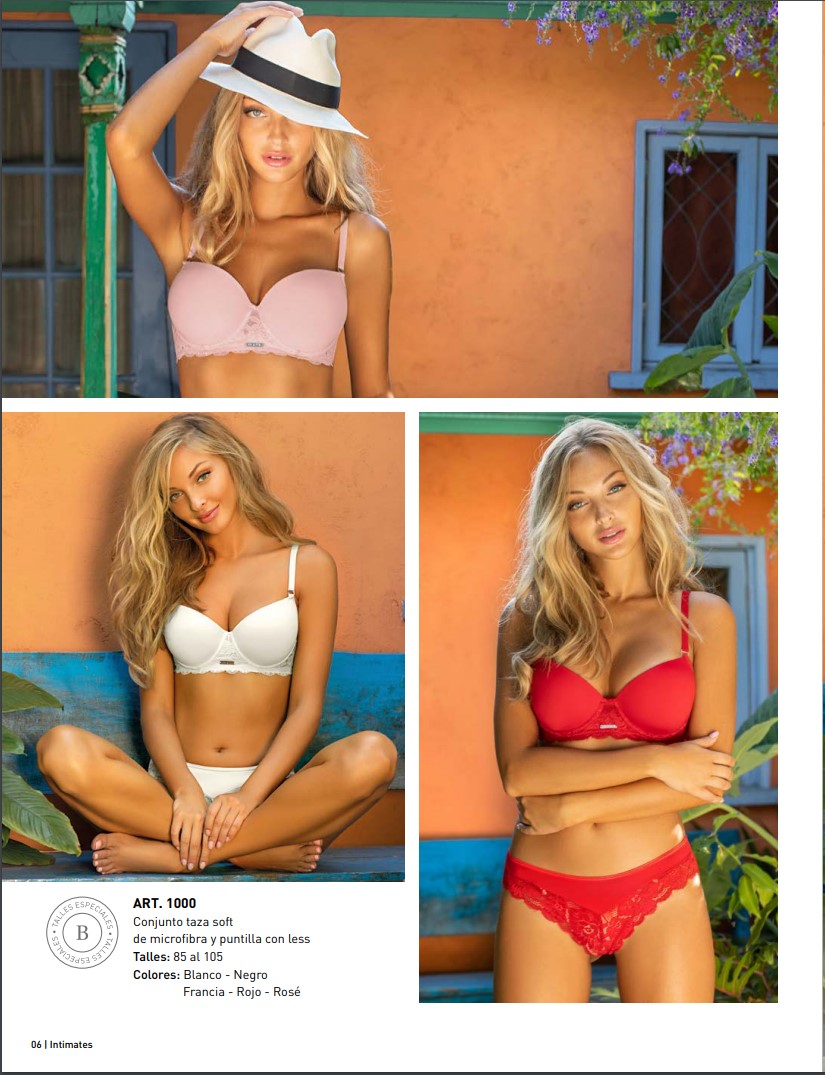 TALLES ESPECIALES • TALLES ESPECIALES •
B
ART. 1000
Conjunto taza soft
de microfibra y puntilla con less
Talles: 85 al 105
Colores: Blanco - Negro
Francia - Rojo - Rosé
06 | Intimates